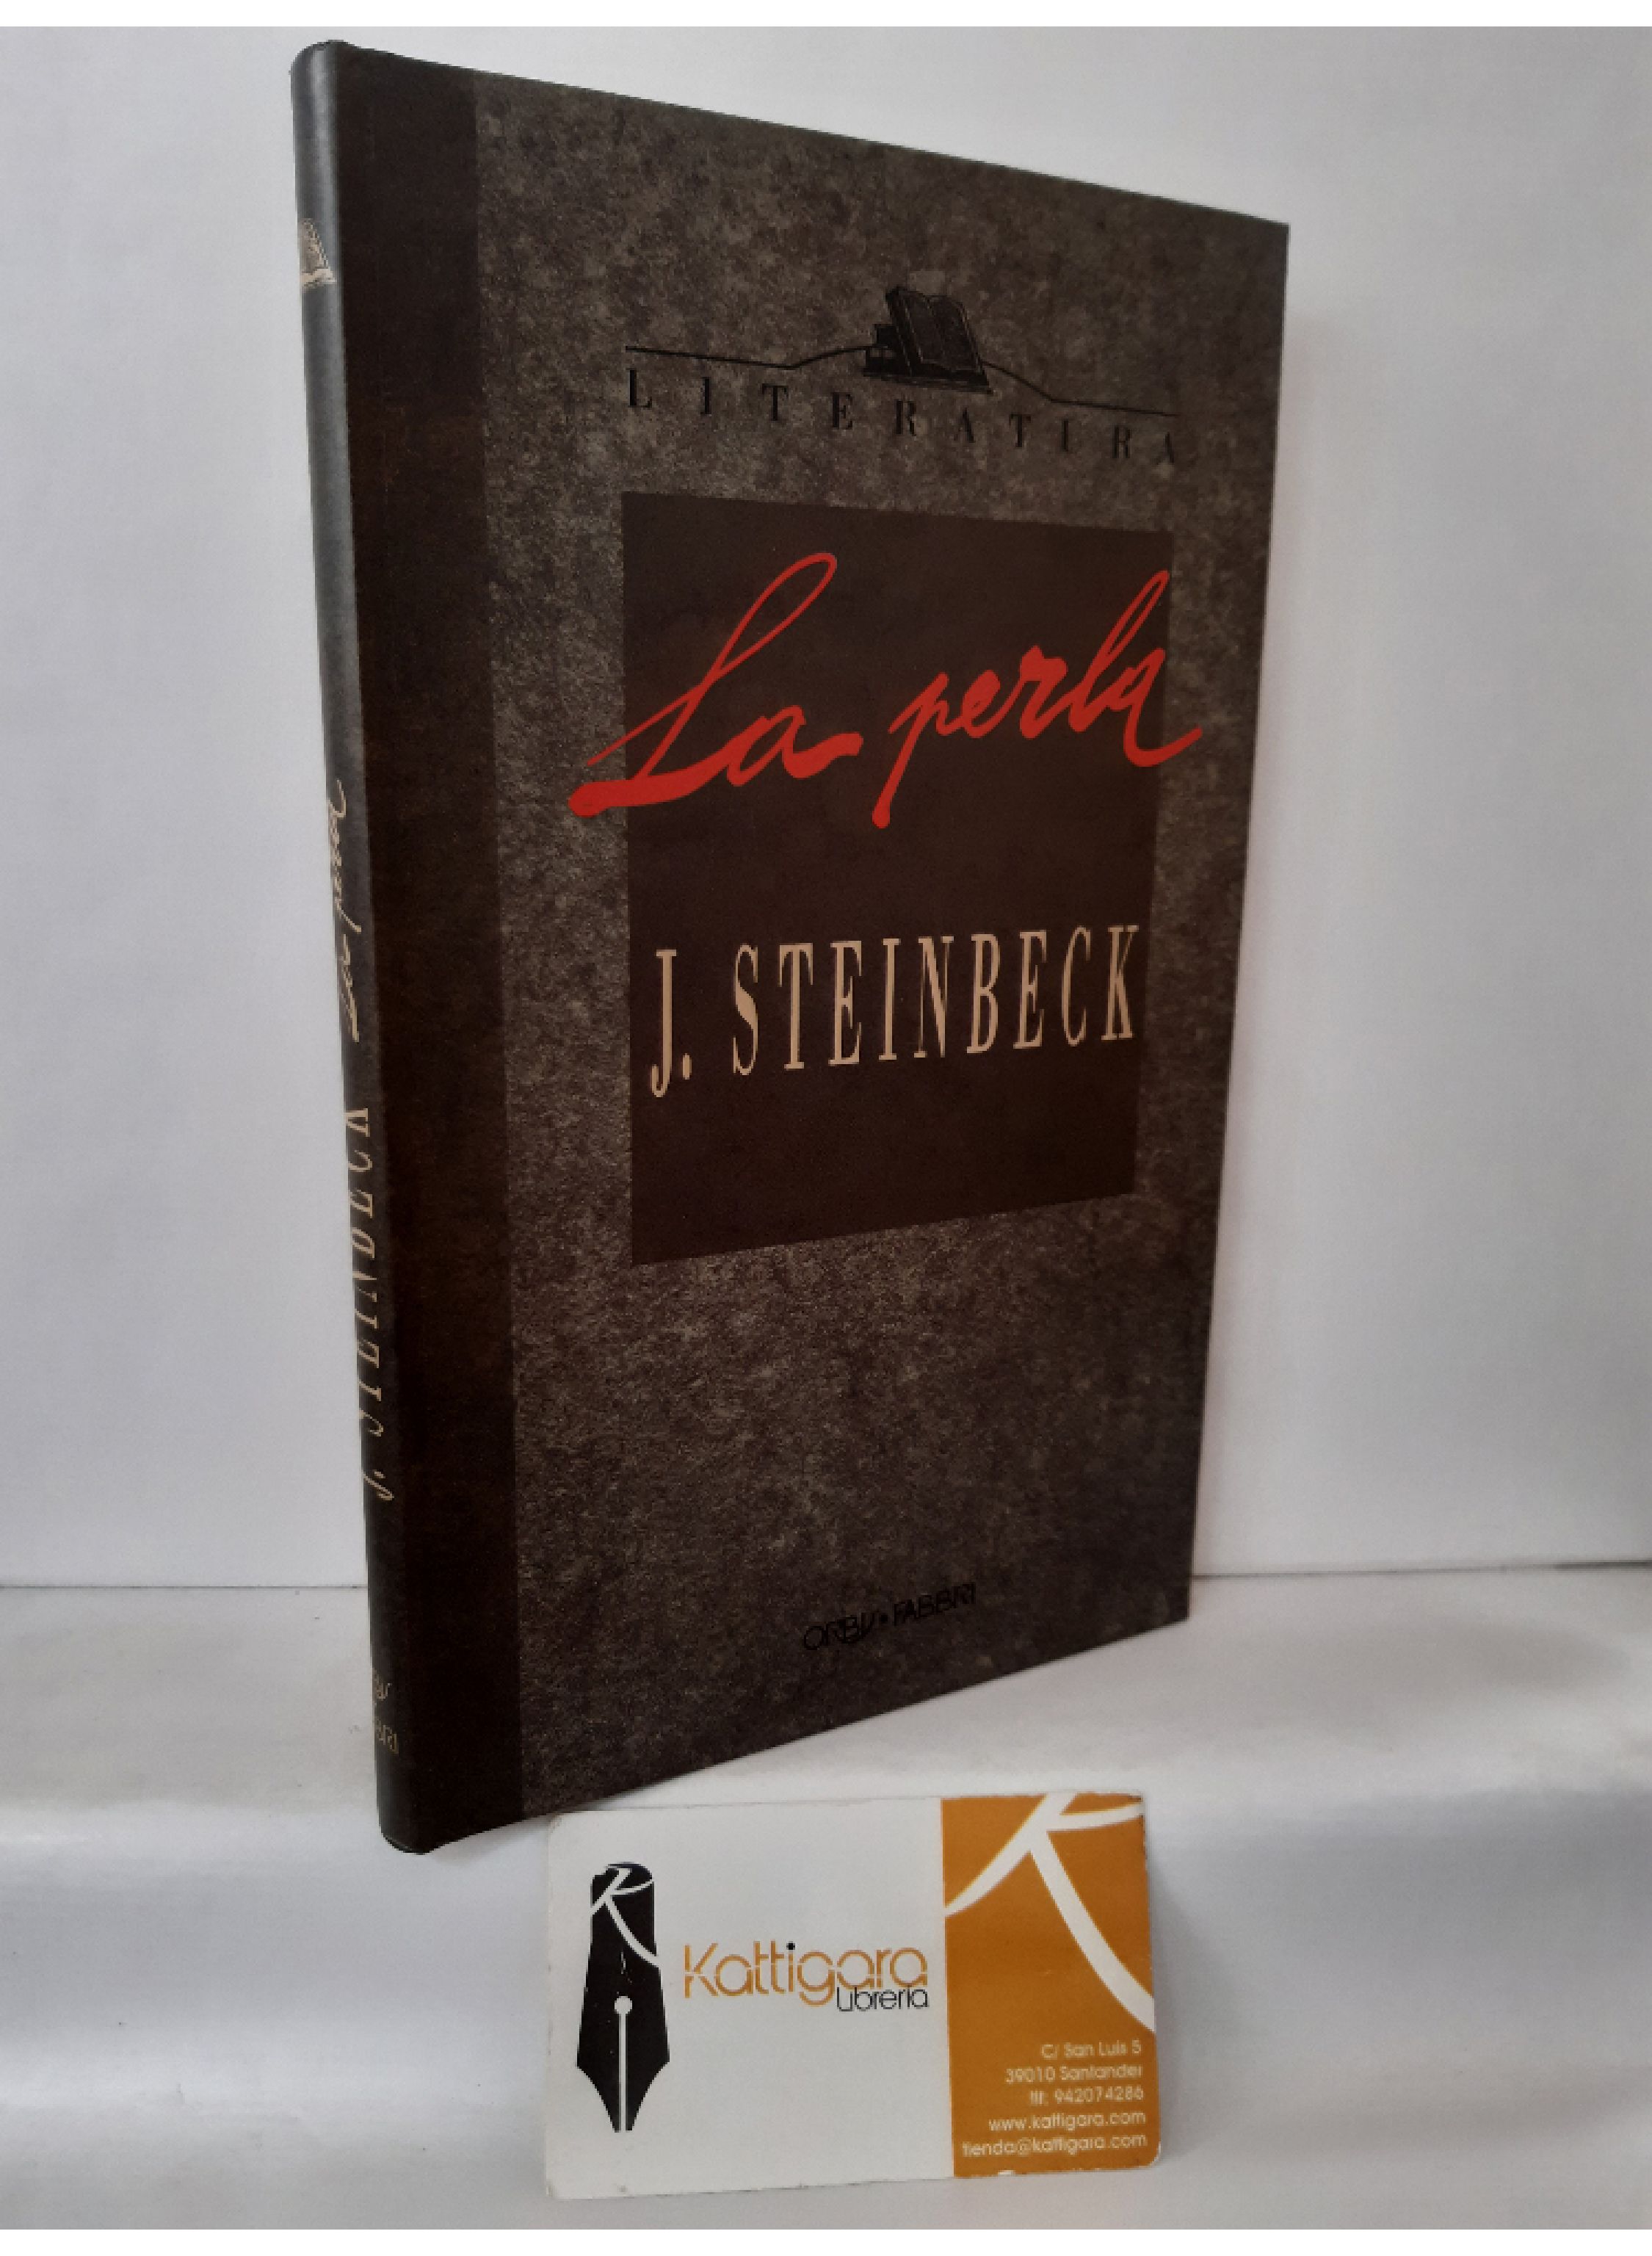 LITERATURA
La perla
J. STEINBECK
ORBIS • FABBRI
J. STEINBECK La perla
Kattigara
Librería
C/ San Luis 5
39010 Santander
tlf: 942074286
www.kattigara.com
tienda@kattigara.com